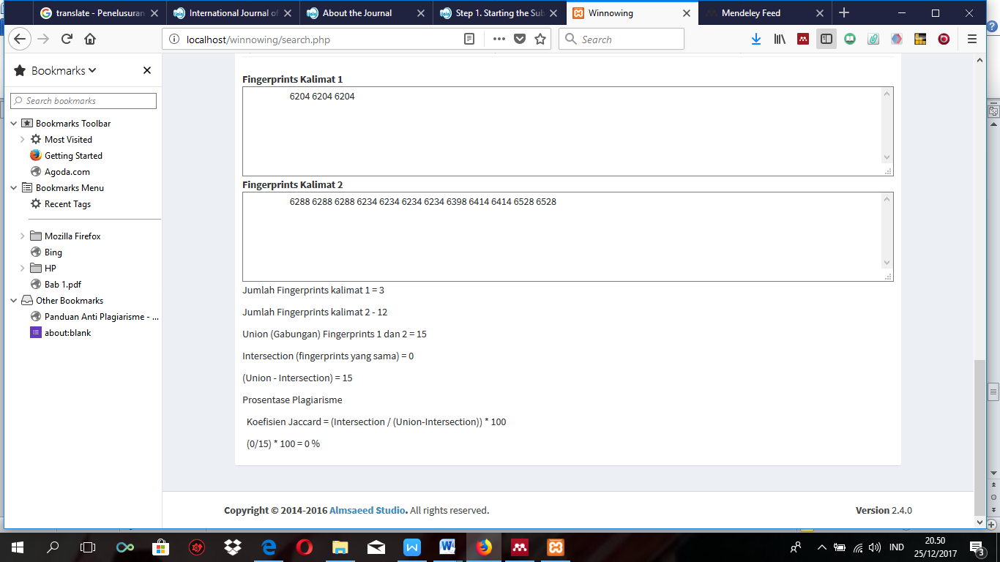 translate - Penelusuran
International Journal of
About the Journal
Step 1. Starting the Sub
Winnowing
Mendeley Feed
localhost/winnowing/search.php
Search
Bookmarks
Search bookmarks
Bookmarks Toolbar
Most Visited
Getting Started
Agoda.com
Bookmarks Menu
Recent Tags
Mozilla Firefox
Bing
HP
Bab 1.pdf
Other Bookmarks
Panduan Anti Plagiarisme - ...
about:blank
Fingerprints Kalimat 1
6204 6204 6204
Fingerprints Kalimat 2
6288 6288 6288 6234 6234 6234 6234 6398 6414 6414 6528 6528
Jumlah Fingerprints kalimat 1 = 3
Jumlah Fingerprints kalimat 2 - 12
Union (Gabungan) Fingerprints 1 dan 2 = 15
Intersection (fingerprints yang sama) = 0
(Union - Intersection) = 15
Prosentase Plagiarisme
Koefisien Jaccard = (Intersection / (Union-Intersection)) * 100
(0/15) * 100 = 0 %
Copyright © 2014-2016 Almsaeed Studio. All rights reserved.
Version 2.4.0
IND
20.50
25/12/2017
3